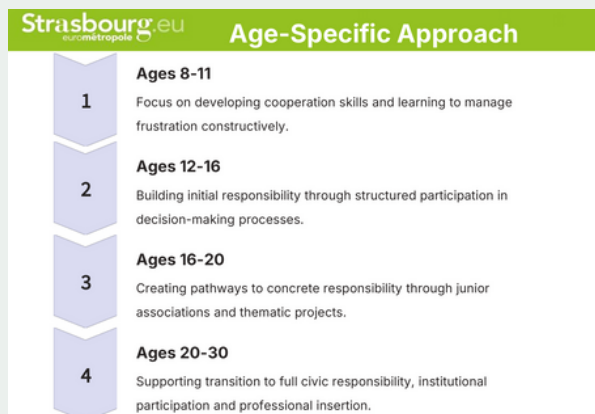 Strasbourg.eu
eurométropole
Age-Specific Approach
1
Ages 8-11
Focus on developing cooperation skills and learning to manage
frustration constructively.
2
Ages 12-16
Building initial responsibility through structured participation in
decision-making processes.
3
Ages 16-20
Creating pathways to concrete responsibility through junior
associations and thematic projects.
4
Ages 20-30
Supporting transition to full civic responsibility, institutional
participation and professional insertion.